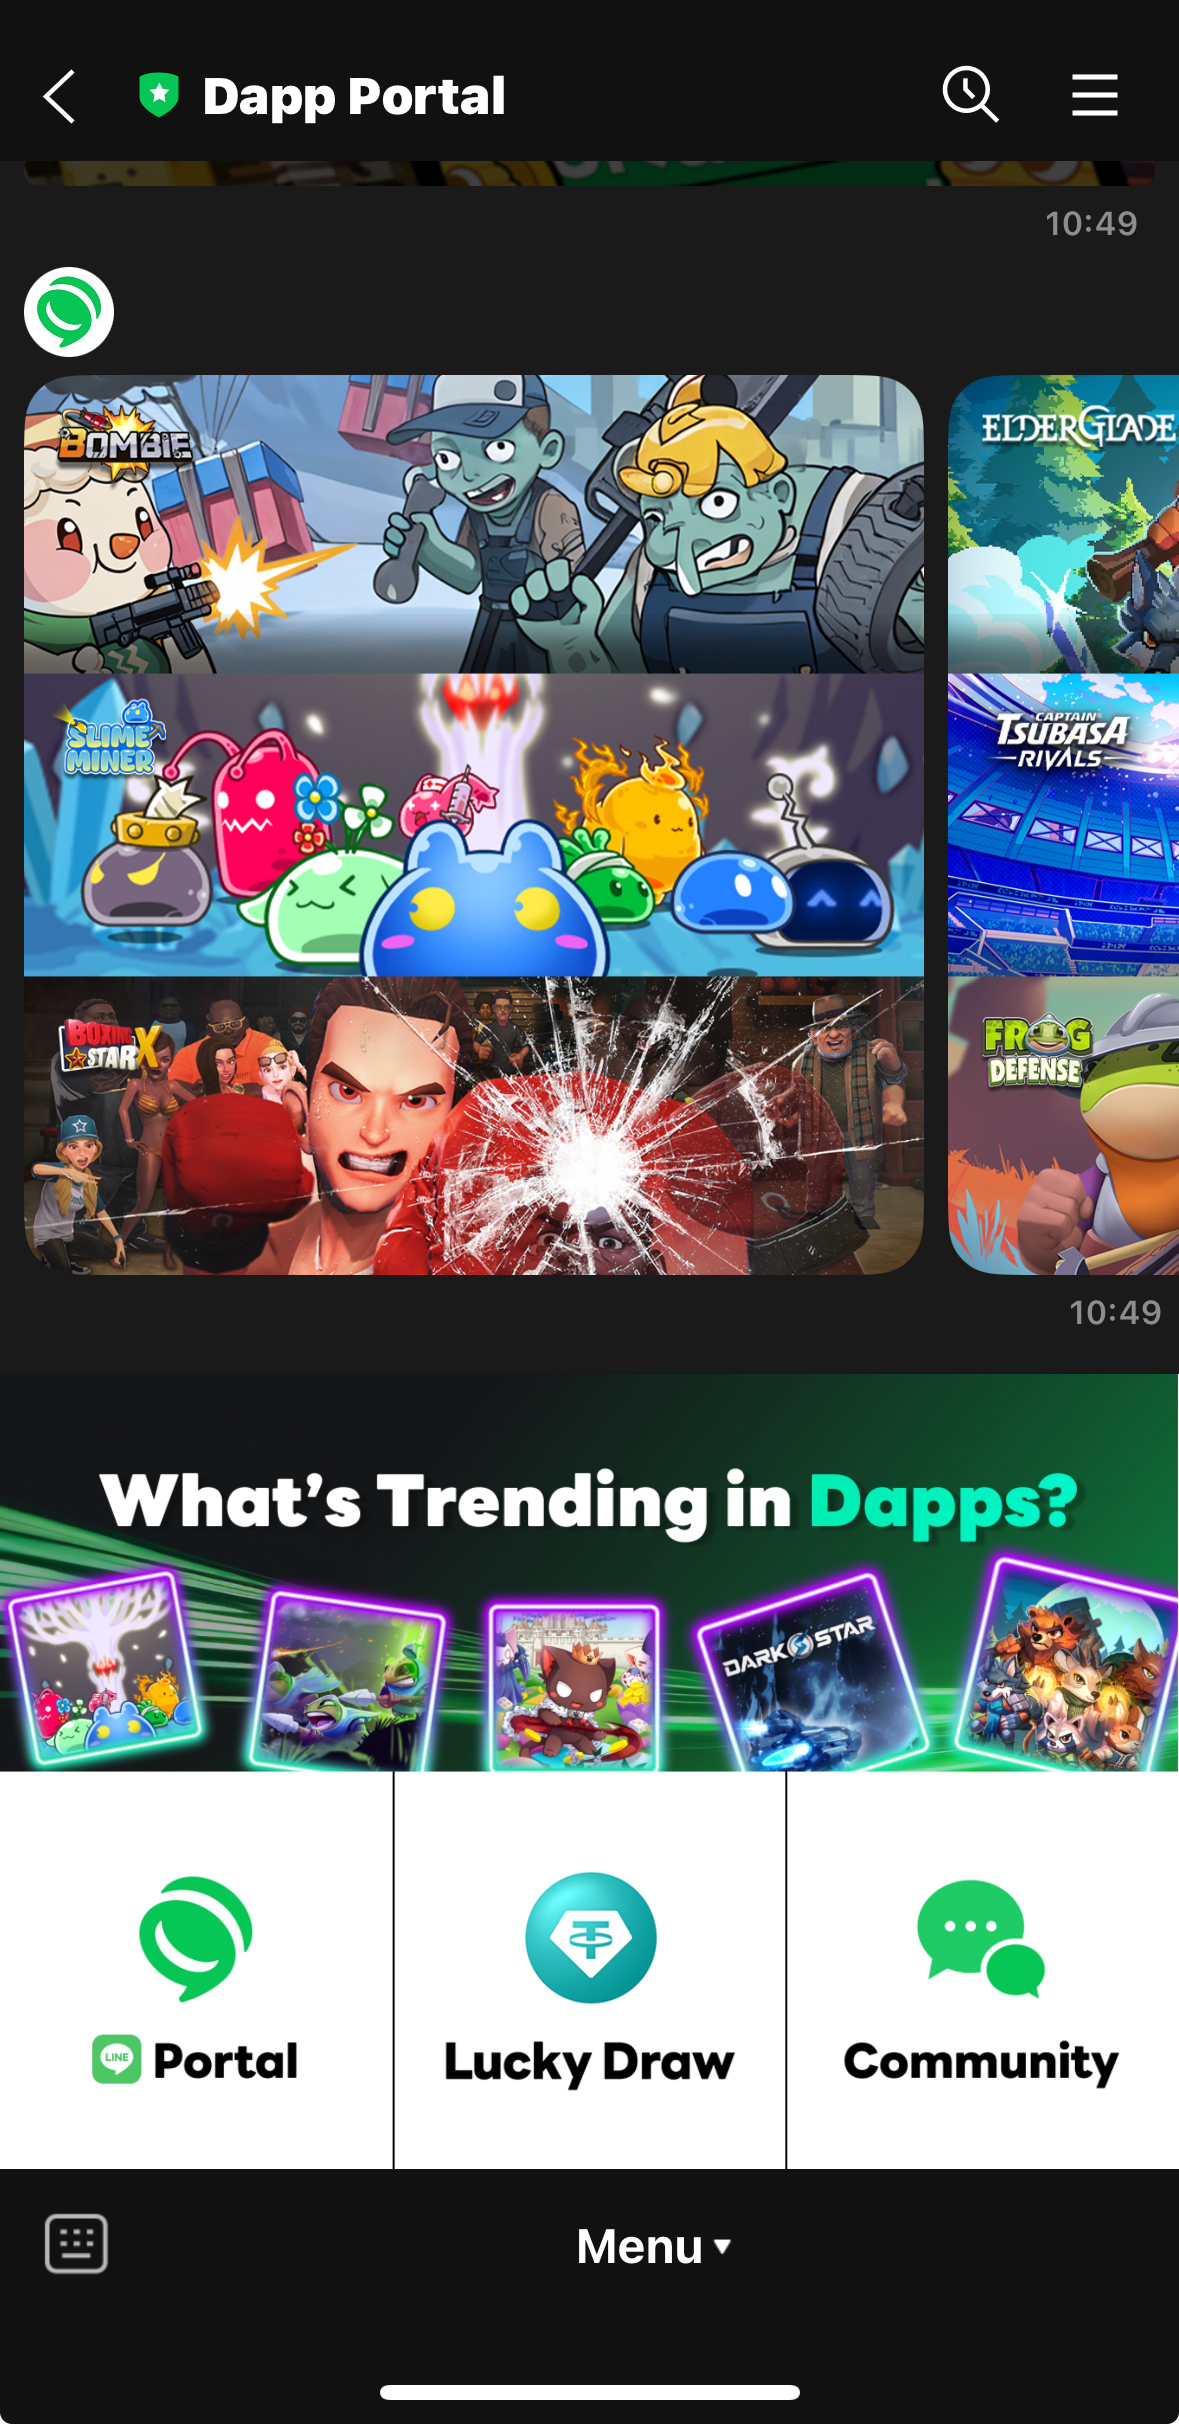 Dapp Portal
10:49
BOMBIE
ELDERGLADE
SLIME
MINER
CAPTAIN
TSUBASA
RIVALS
BOXING
STAR X
FROG
DEFENSE
10:49
What's Trending in Dapps?
DARK STAR
LINE Portal
Lucky Draw
Community
Menu